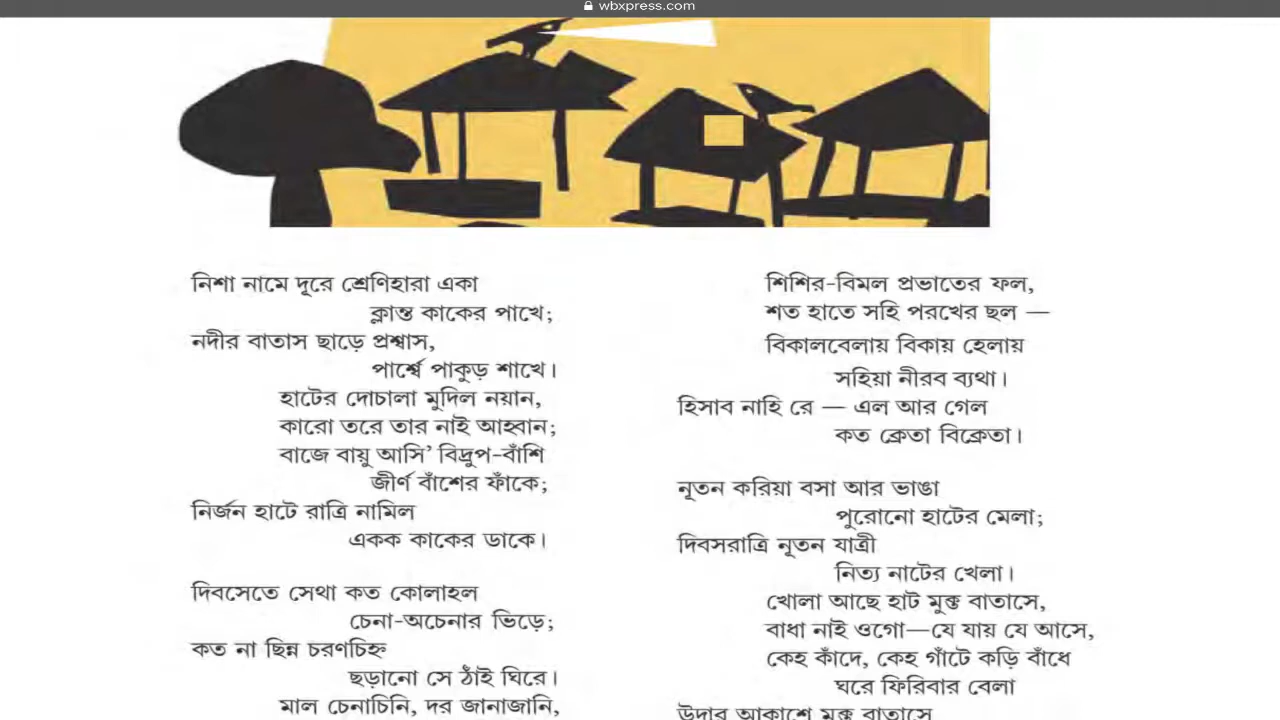 wbxpress.com
নিশা নামে দূরে শ্রেণিহারা একা
ক্লান্ত কাকের পাখে;
নদীর বাতাস ছাড়ে প্রশ্বাস,
পার্শ্বে পাকুড় শাখে।
হাটের দোচালা মুদিল নয়ান,
কারো তরে তার নাই আহ্বান;
বাজে বায়ু আসি' বিদ্রুপ-বাঁশি
জীর্ণ বাঁশের ফাঁকে;
নির্জন হাটে রাত্রি নামিল
একক কাকের ডাকে।
দিবসেতে সেথা কত কোলাহল
চেনা-অচেনার ভিড়ে;
কত না ছিন্ন চরণচিহ্ন
ছড়ানো সে ঠাঁই ঘিরে।
মাল চেনাচিনি, দর জানাজানি,
শিশির-বিমল প্রভাতের ফল,
শত হাতে সহি পরখের ছল —
বিকালবেলায় বিকায় হেলায়
সহিয়া নীরব ব্যথা।
হিসাব নাহি রে — এল আর গেল
কত ক্রেতা বিক্রেতা।
নূতন করিয়া বসা আর ভাঙা
পুরোনো হাটের মেলা;
দিবসরাত্রি নূতন যাত্রী
নিত্য নাটের খেলা।
খোলা আছে হাট মুক্ত বাতাসে,
বাধা নাই ওগো—যে যায় যে আসে,
কেহ কাঁদে, কেহ গাঁটে কড়ি বাঁধে
ঘরে ফিরিবার বেলা
উদার আকাশে মুক্ত বাতাসে